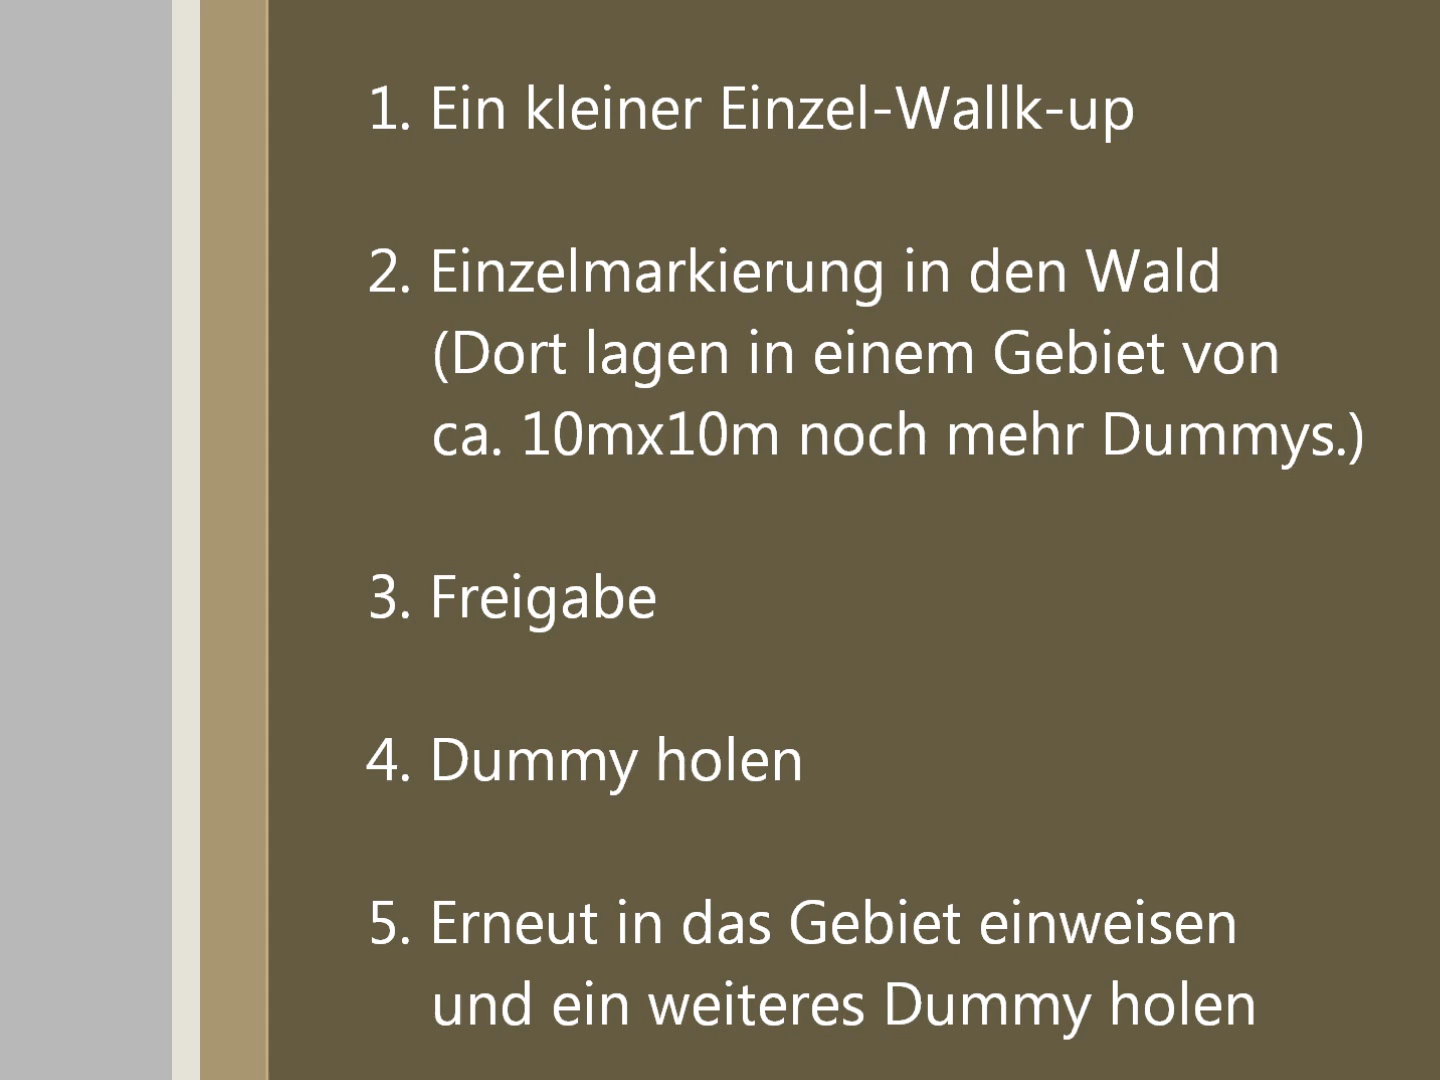 1. Ein kleiner Einzel-Wallk-up
2. Einzelmarkierung in den Wald
(Dort lagen in einem Gebiet von
ca. 10mx10m noch mehr Dummys.)
3. Freigabe
4. Dummy holen
5. Erneut in das Gebiet einweisen
und ein weiteres Dummy holen